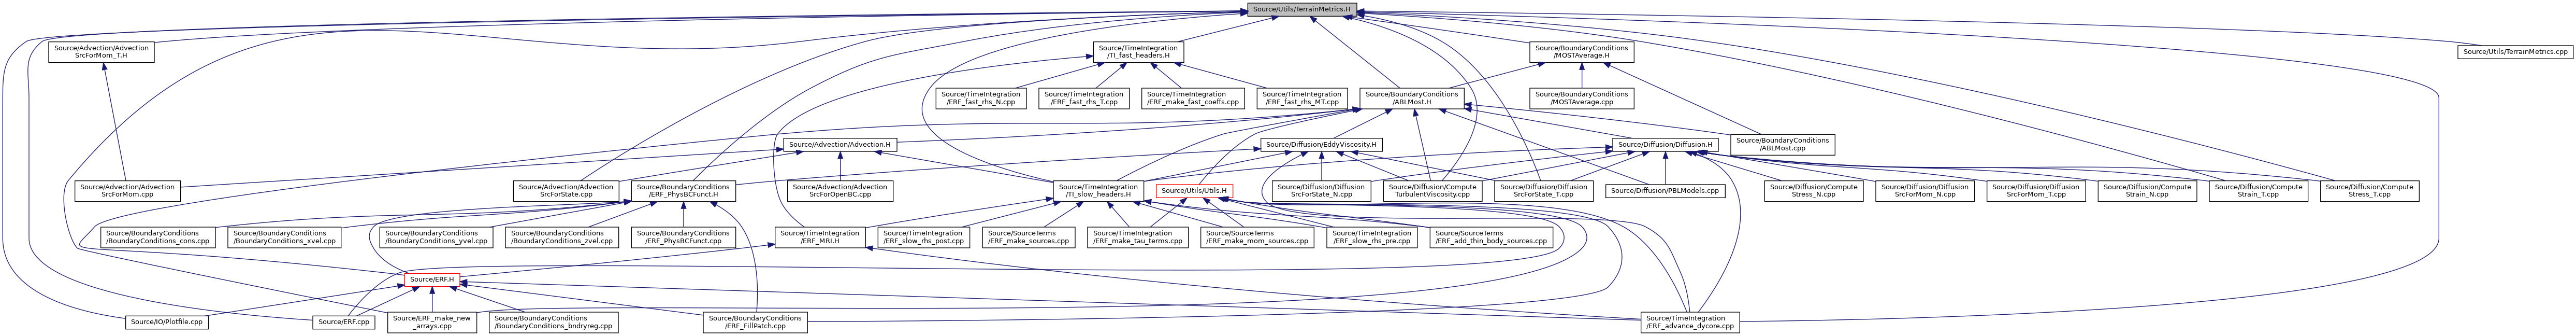 Source/Utils/TerrainMetrics.H
Source/Advection/Advection
SrcForMom_T.H
Source/TimeIntegration
/TI_fast_headers.H
Source/BoundaryConditions
/MOSTAverage.H
Source/Utils/TerrainMetrics.cpp
Source/TimeIntegration
/ERF_fast_rhs_N.cpp
Source/TimeIntegration
/ERF_fast_rhs_T.cpp
Source/TimeIntegration
/ERF_make_fast_coeffs.cpp
Source/TimeIntegration
/ERF_fast_rhs_MT.cpp
Source/BoundaryConditions
/ABLMost.H
Source/BoundaryConditions
/MOSTAverage.cpp
Source/Advection/Advection.H
Source/Diffusion/EddyViscosity.H
Source/Diffusion/Diffusion.H
Source/BoundaryConditions
/ABLMost.cpp
Source/Advection/Advection
SrcForMom.cpp
Source/Advection/Advection
SrcForState.cpp
Source/BoundaryConditions
/ERF_PhysBCFunct.H
Source/Advection/Advection
SrcForOpenBC.cpp
Source/TimeIntegration
/TI_slow_headers.H
Source/Utils/Utils.H
Source/Diffusion/Diffusion
SrcForState_N.cpp
Source/Diffusion/Compute
TurbulentViscosity.cpp
Source/Diffusion/Diffusion
SrcForState_T.cpp
Source/Diffusion/PBLModels.cpp
Source/Diffusion/Compute
Stress_N.cpp
Source/Diffusion/Diffusion
SrcForMom_N.cpp
Source/Diffusion/Diffusion
SrcForMom_T.cpp
Source/Diffusion/Compute
Strain_N.cpp
Source/Diffusion/Compute
Strain_T.cpp
Source/Diffusion/Compute
Stress_T.cpp
Source/BoundaryConditions
/BoundaryConditions_cons.cpp
Source/BoundaryConditions
/BoundaryConditions_xvel.cpp
Source/BoundaryConditions
/BoundaryConditions_yvel.cpp
Source/BoundaryConditions
/BoundaryConditions_zvel.cpp
Source/BoundaryConditions
/ERF_PhysBCFunct.cpp
Source/TimeIntegration
/ERF_MRI.H
Source/TimeIntegration
/ERF_slow_rhs_post.cpp
Source/SourceTerms
/ERF_make_sources.cpp
Source/TimeIntegration
/ERF_make_tau_terms.cpp
Source/SourceTerms
/ERF_make_mom_sources.cpp
Source/TimeIntegration
/ERF_slow_rhs_pre.cpp
Source/SourceTerms
/ERF_add_thin_body_sources.cpp
Source/ERF.H
Source/IO/Plotfile.cpp
Source/ERF.cpp
Source/ERF_make_new
_arrays.cpp
Source/BoundaryConditions
/BoundaryConditions_bndryreg.cpp
Source/BoundaryConditions
/ERF_FillPatch.cpp
Source/TimeIntegration
/ERF_advance_dycore.cpp